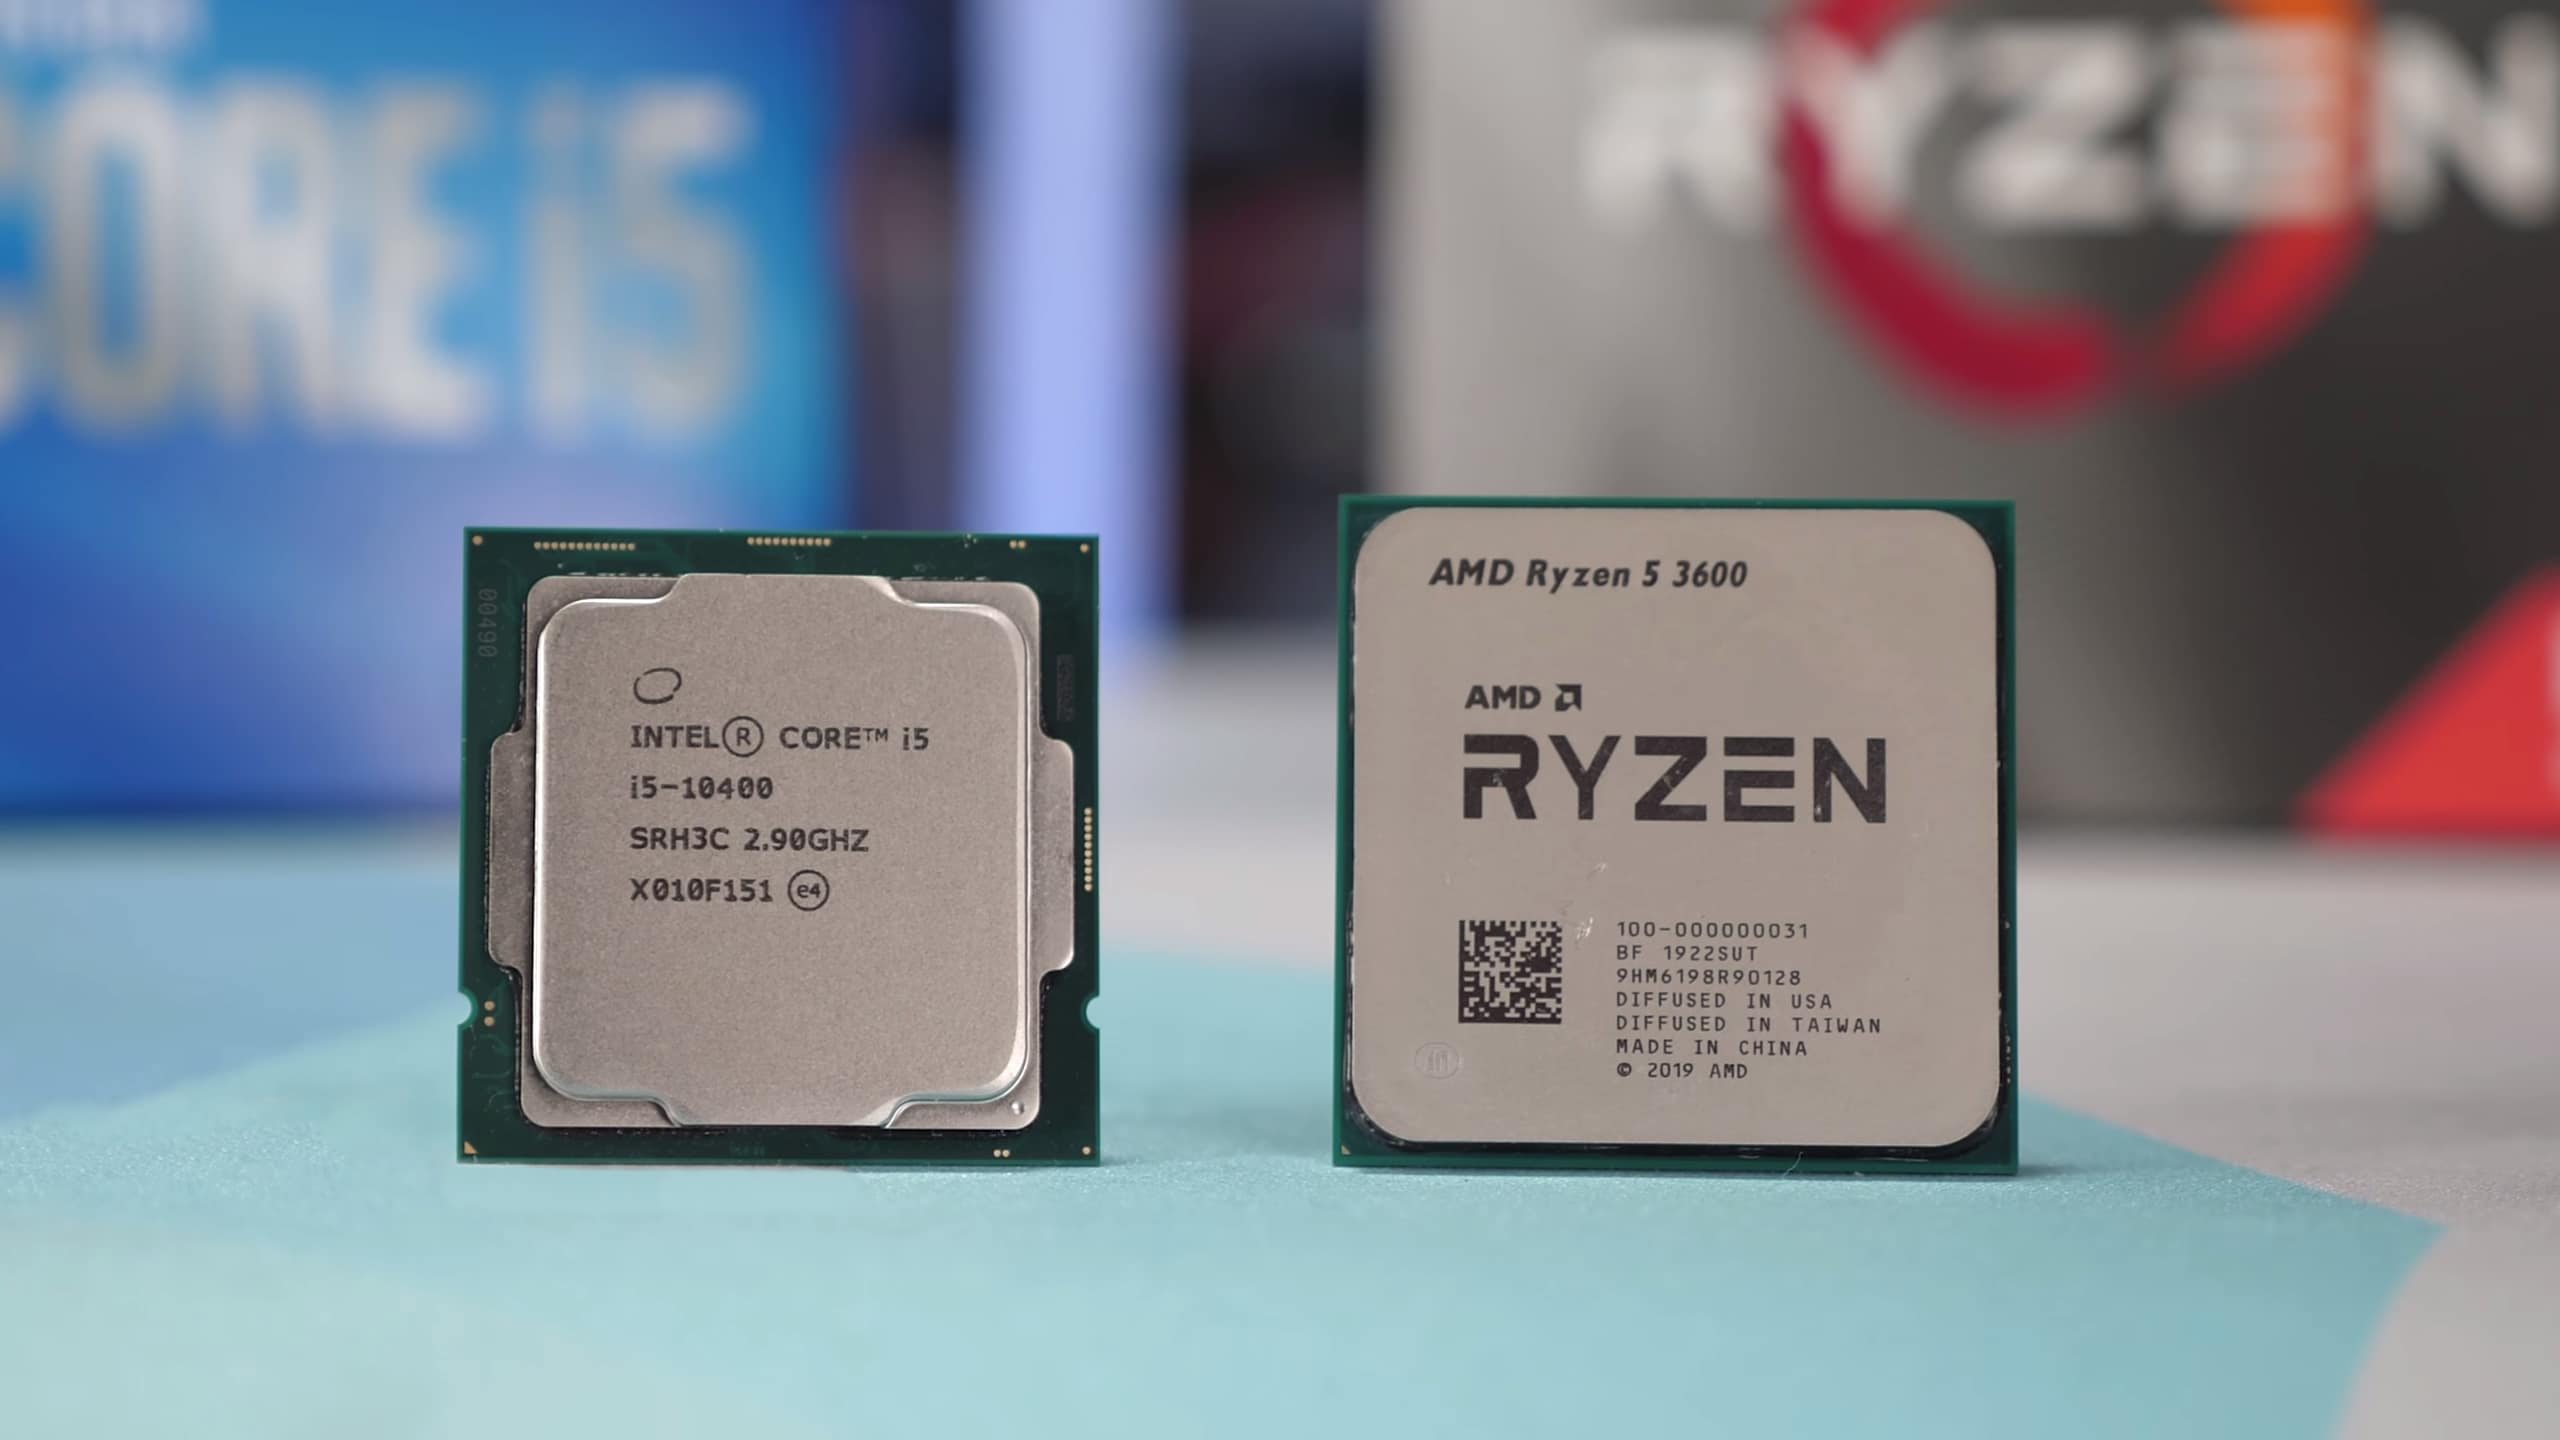 CORE i5
RYZEN
00490
INTEL® CORE™ i5
i5-10400
SRH3C 2.90GHZ
X010F151 e4
AMD Ryzen 5 3600
AMD
RYZEN
100-000000031
BF 1922SUT
9HM6198R90128
DIFFUSED IN USA
DIFFUSED IN TAIWAN
MADE IN CHINA
© 2019 AMD